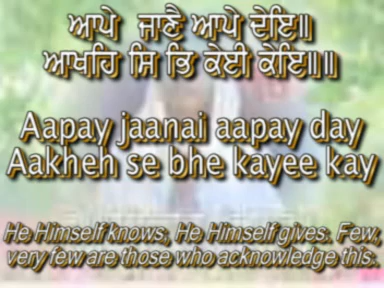 ਆਪੇ ਜਾਣੈ ਆਪੇ ਦੇਇ॥
ਆਖਹਿ ਸਿ ਭਿ ਕੇਈ ਕੇਇ॥॥
Aapay jaanai aapay day
Aakheh se bhe kayee kay
He Himself knows, He Himself gives. Few,
very few are those who acknowledge this.